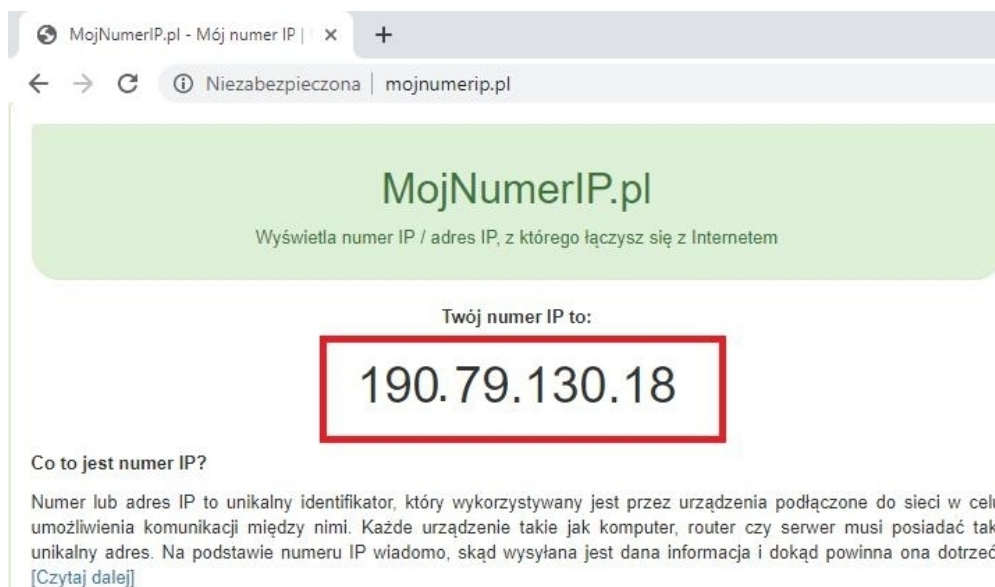 MojNumerIP.pl - Mój numer IP |
Niezabezpieczona | mojnumerip.pl
MojNumerIP.pl
Wyświetla numer IP / adres IP, z którego łączysz się z Internetem
Twój numer IP to:
190.79.130.18
Co to jest numer IP?
Numer lub adres IP to unikalny identifikator, który wykorzystywany jest przez urządzenia podłączone do sieci w celu
umożliwienia komunikacji między nimi. Każde urządzenie takie jak komputer, router czy serwer musi posiadać tak
unikalny adres. Na podstawie numeru IP wiadomo, skąd wysyłana jest dana informacja i dokąd powinna ona dotrzeć
[Czytaj dalej]